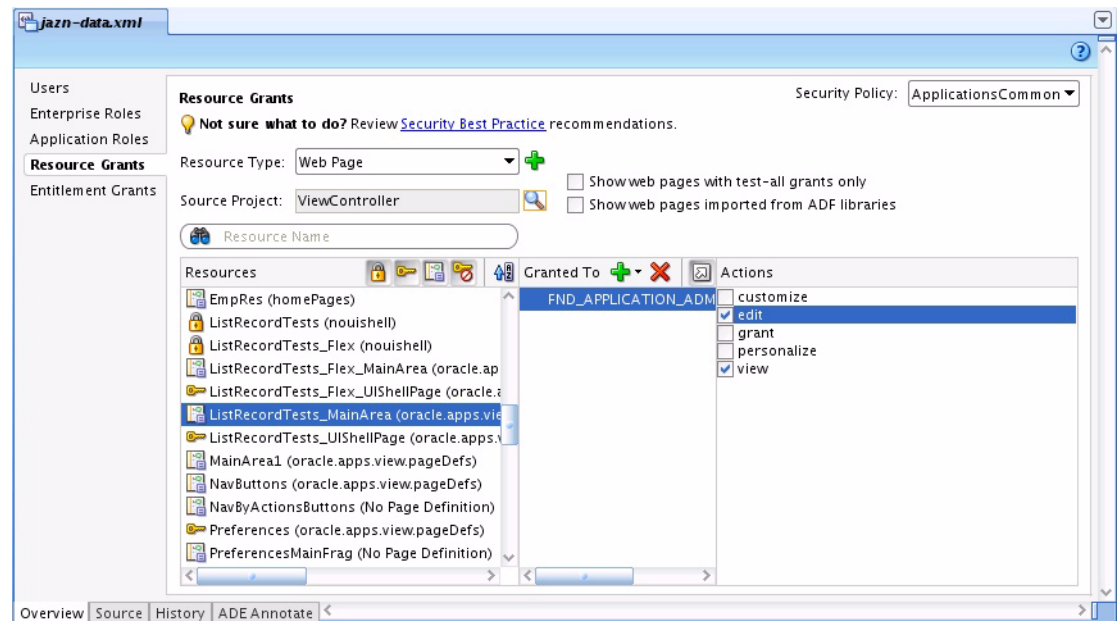 jazn-data.xml
Users
Enterprise Roles
Application Roles
Resource Grants
Entitlement Grants
Resource Grants
Security Policy: ApplicationsCommon
Not sure what to do? Review Security Best Practice recommendations.
Resource Type: Web Page
Show web pages with test-all grants only
Source Project: ViewController
Show web pages imported from ADF libraries
Resource Name
Resources
Granted To
Actions
EmpRes (homePages)
ListRecordTests (nouishell)
ListRecordTests_Flex (nouishell)
ListRecordTests_Flex_MainArea (oracle.ap
ListRecordTests_Flex_UIShellPage (oracle.a
ListRecordTests_MainArea (oracle.apps.vie
ListRecordTests_UIShellPage (oracle.apps.v
MainArea1 (oracle.apps.view.pageDefs)
NavButtons (oracle.apps.view.pageDefs)
NavByActionsButtons (No Page Definition)
Preferences (oracle.apps.view.pageDefs)
PreferencesMainFrag (No Page Definition)
FND_APPLICATION_ADM
customize
edit
grant
personalize
view
Overview Source History ADE Annotate